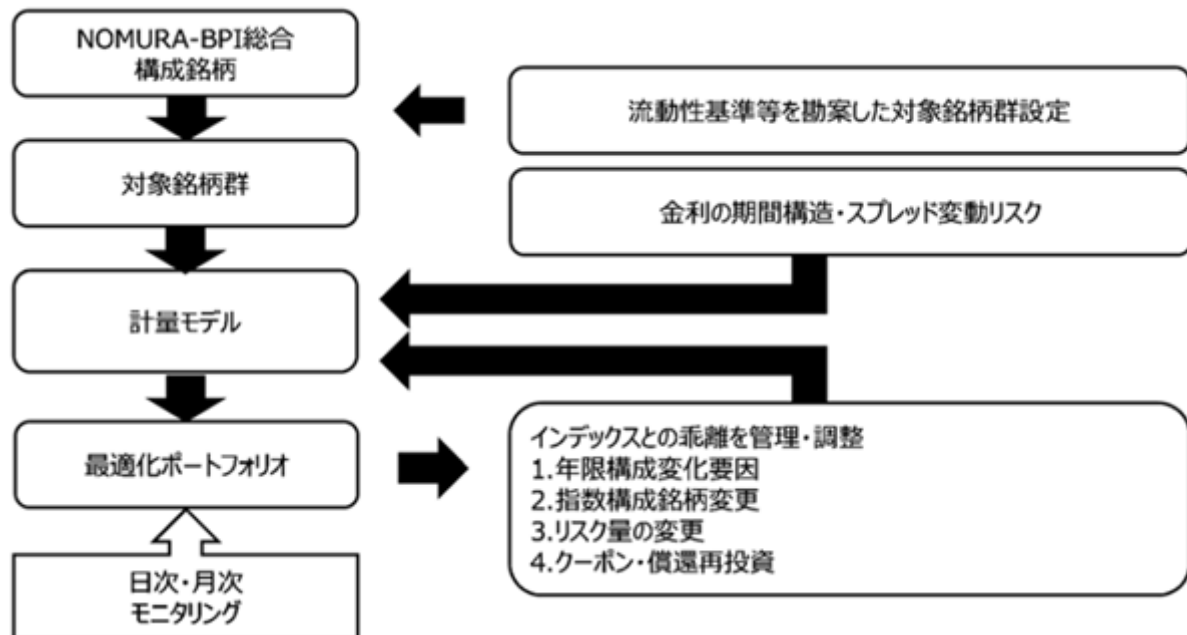 NOMURA-BPI総合
構成銘柄
流動性基準等を勘案した対象銘柄群設定
対象銘柄群
金利の期間構造・スプレッド変動リスク
計量モデル
最適化ポートフォリオ
インデックスとの乖離を管理・調整
1.年限構成変化要因
2.指数構成銘柄変更
3.リスク量の変更
4.クーポン・償還再投資
日次・月次
モニタリング